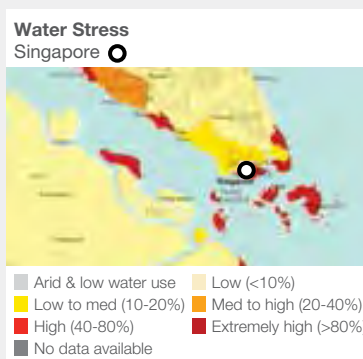 Water Stress
Singapore
Arid & low water use
Low (<10%)
Low to med (10-20%)
Med to high (20-40%)
High (40-80%)
Extremely high (>80%
No data available